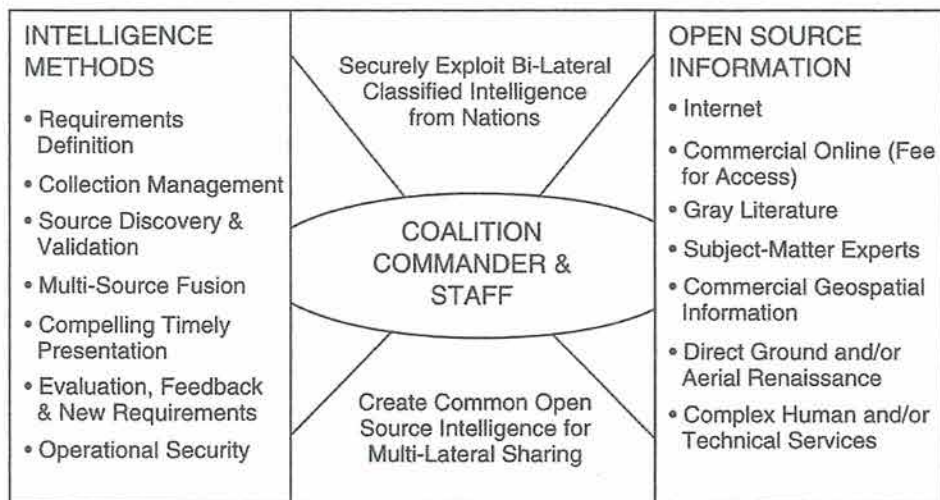 INTELLIGENCE
METHODS
• Requirements
Definition
• Collection Management
• Source Discovery &
Validation
• Multi-Source Fusion
• Compelling Timely
Presentation
• Evaluation, Feedback
& New Requirements
• Operational Security
Securely Exploit Bi-Lateral
Classified Intelligence
from Nations
COALITION
COMMANDER &
STAFF
Create Common Open
Source Intelligence for
Multi-Lateral Sharing
OPEN SOURCE
INFORMATION
• Internet
• Commercial Online (Fee
for Access)
• Gray Literature
• Subject-Matter Experts
• Commercial Geospatial
Information
• Direct Ground and/or
Aerial Renaissance
• Complex Human and/or
Technical Services